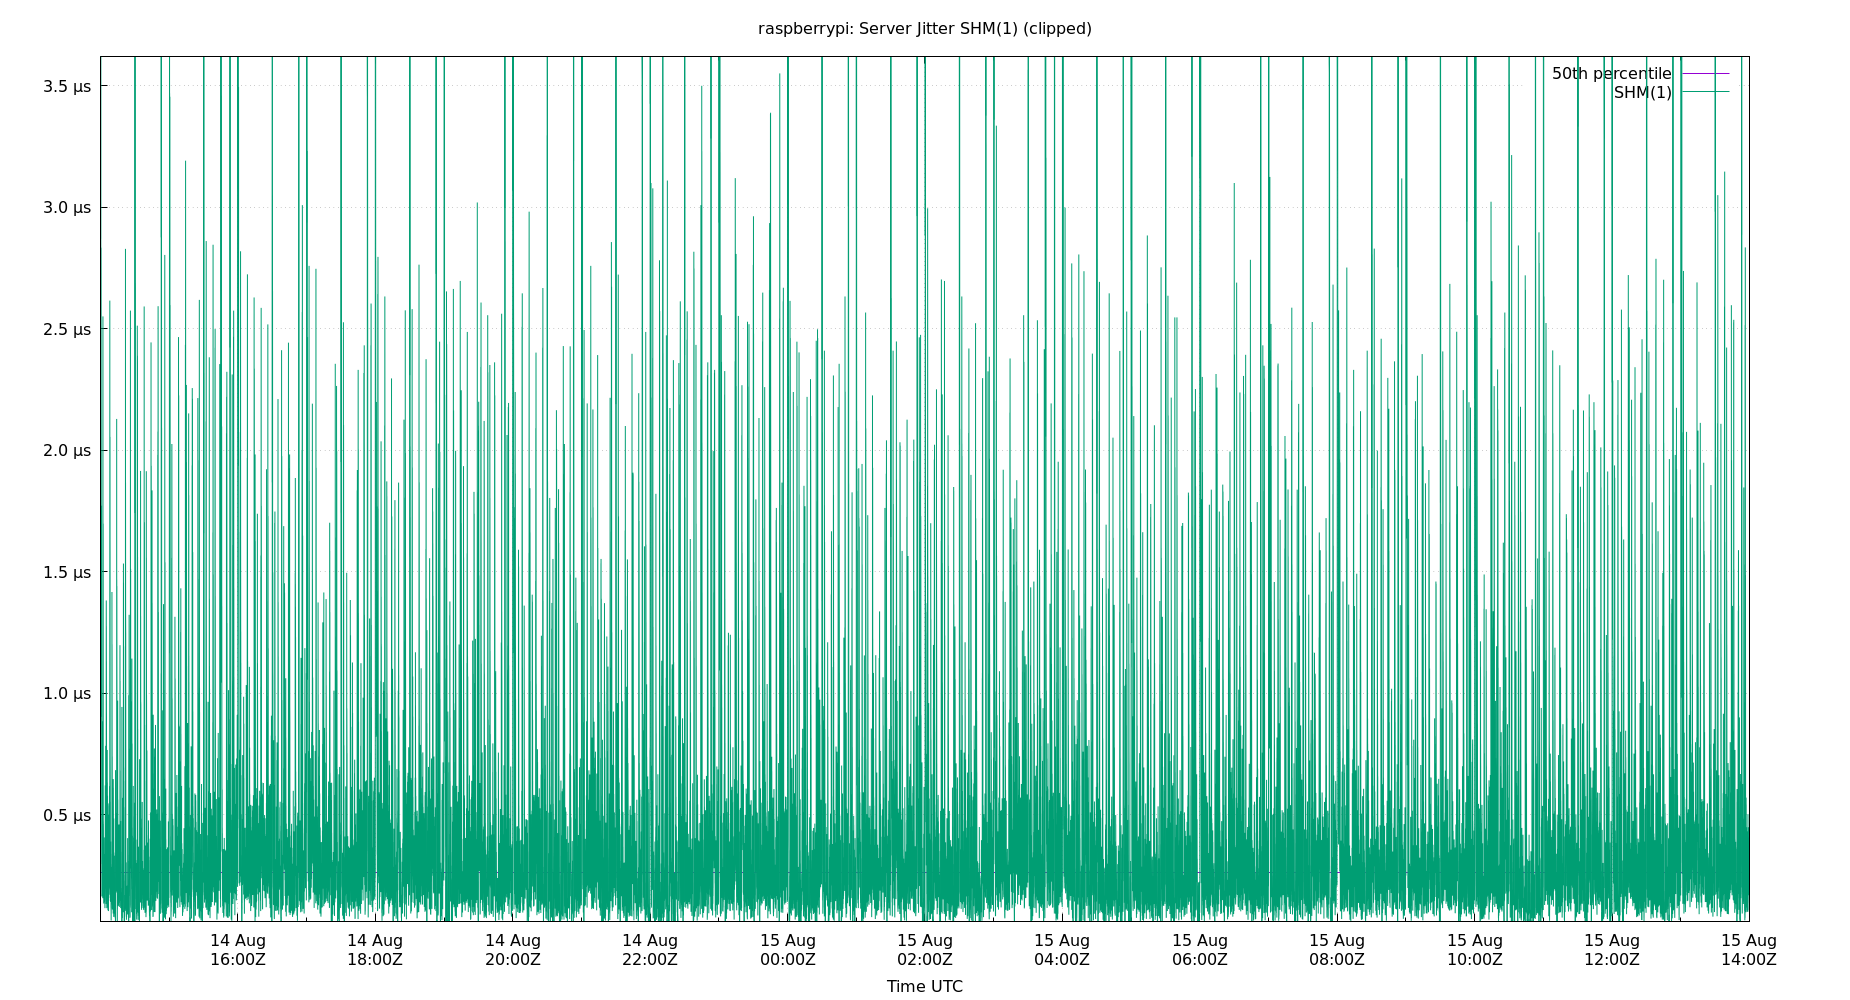 raspberrypi: Server Jitter SHM(1) (clipped)
50th percentile
SHM(1)
3.5 µs
3.0 µs
2.5 µs
2.0 µs
1.5 µs
1.0 µs
0.5 µs
14 Aug 14 Aug 14 Aug 14 Aug 15 Aug 15 Aug 15 Aug 15 Aug 15 Aug 15 Aug 15 Aug 15 Aug
16:00Z 18:00Z 20:00Z 22:00Z 00:00Z 02:00Z 04:00Z 06:00Z 08:00Z 10:00Z 12:00Z 14:00Z
Time UTC